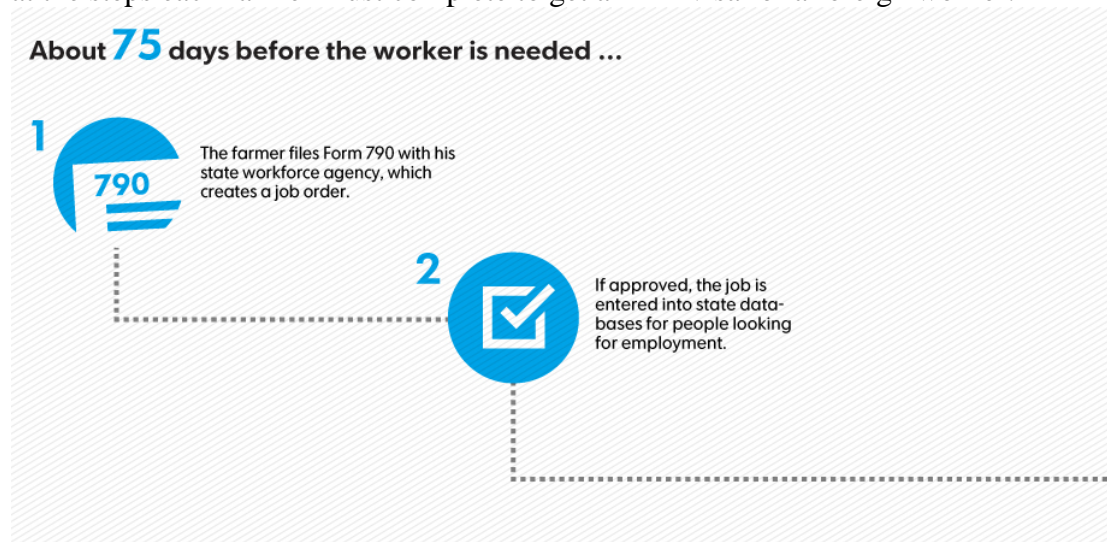 About 75 days before the worker is needed ...
1
790
The farmer files Form 790 with his
state workforce agency, which
creates a job order.
2
If approved, the job is
entered into state data-
bases for people looking
for employment.